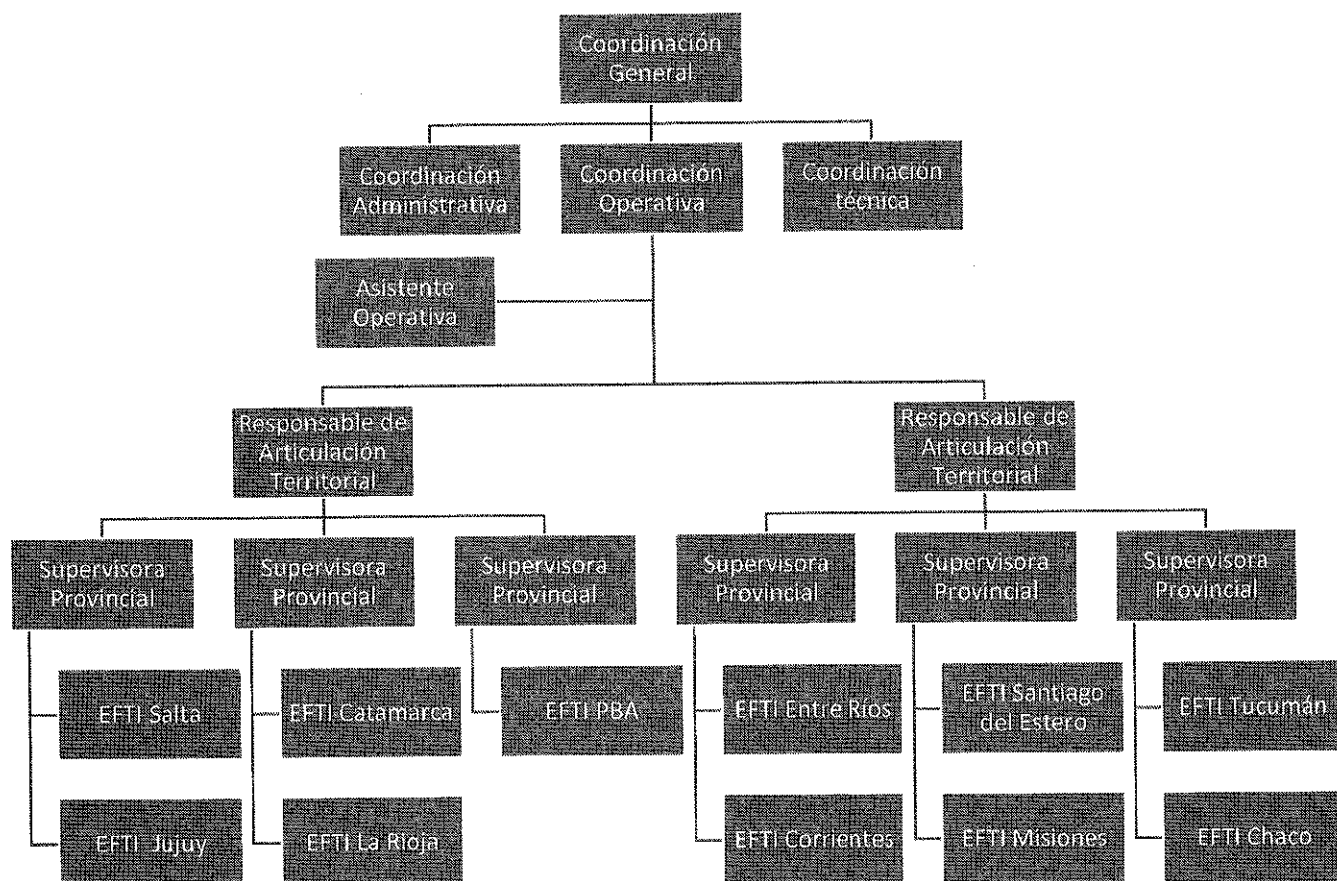 Coordinación
General
Coordinación
Administrativa
Coordinación
Operativa
Coordinación
técnica
Asistente
Operativa
Responsable de
Articulación
Territorial
Responsable de
Articulación
Territorial
Supervisora
Provincial
Supervisora
Provincial
Supervisora
Provincial
Supervisora
Provincial
Supervisora
Provincial
Supervisora
Provincial
EFTI Salta
EFTI Catamarca
EFTI PBA
EFTI Entre Ríos
EFTI Santiago
del Estero
EFTI Tucumán
EFTI Jujuy
EFTI La Rioja
EFTI Corrientes
EFTI Misiones
EFTI Chaco